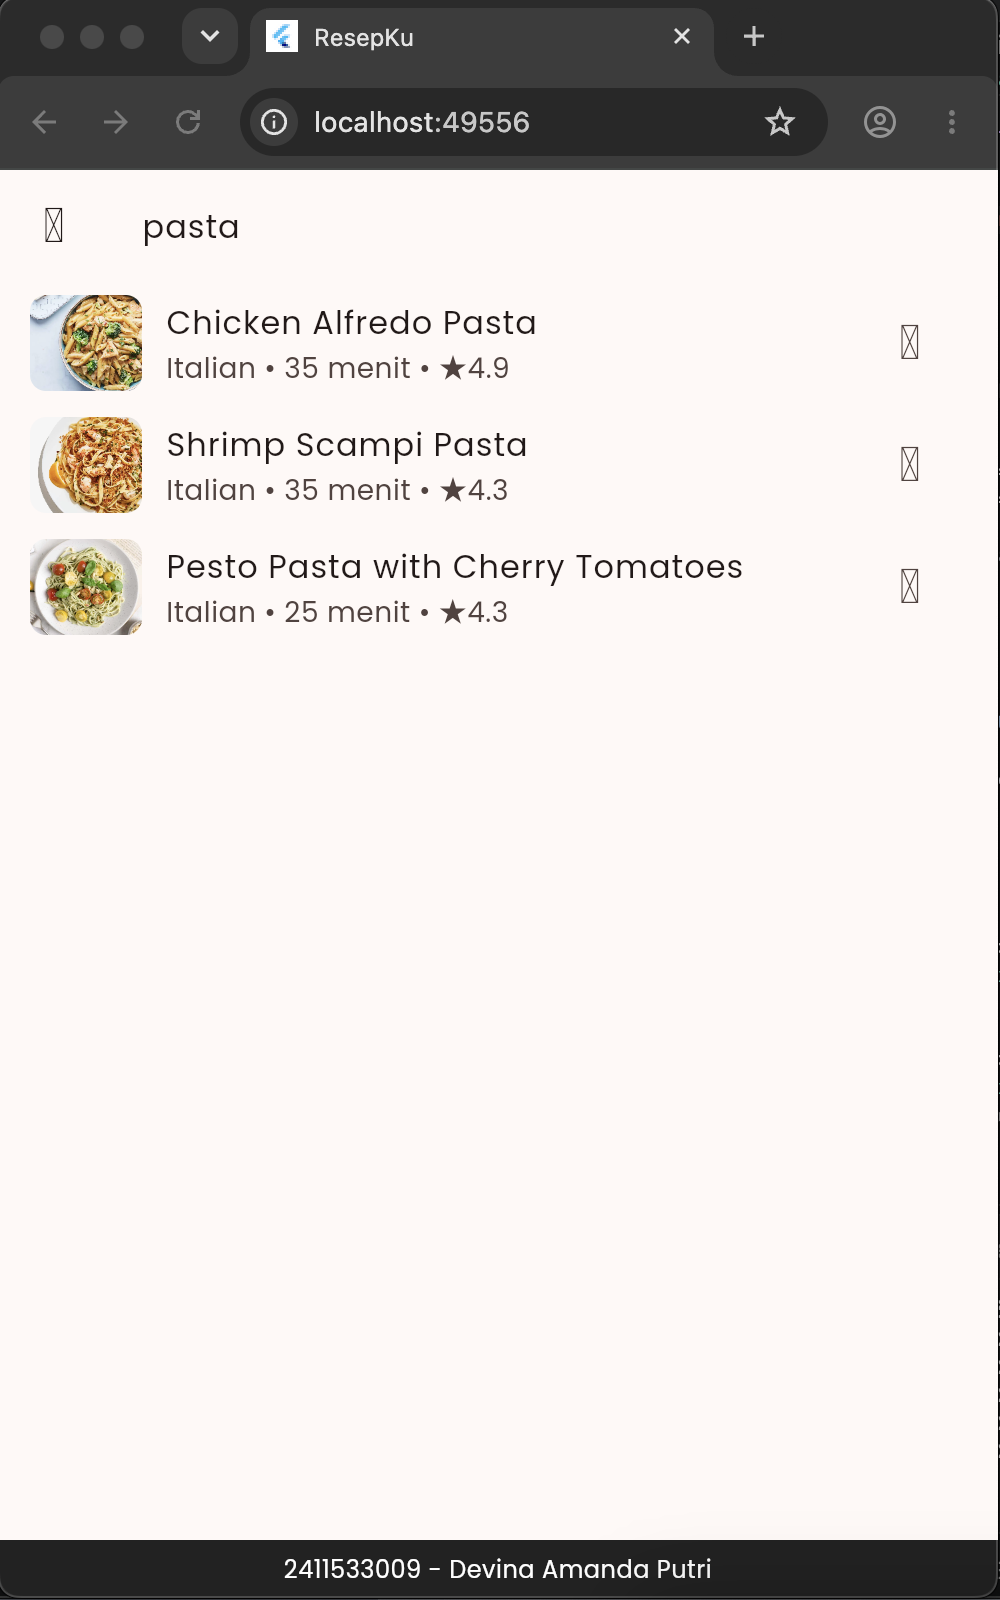 ResepKu
localhost:49556
pasta
Chicken Alfredo Pasta
Italian • 35 menit • ★4.9
Shrimp Scampi Pasta
Italian • 35 menit • ★4.3
Pesto Pasta with Cherry Tomatoes
Italian • 25 menit • ★4.3
2411533009 - Devina Amanda Putri